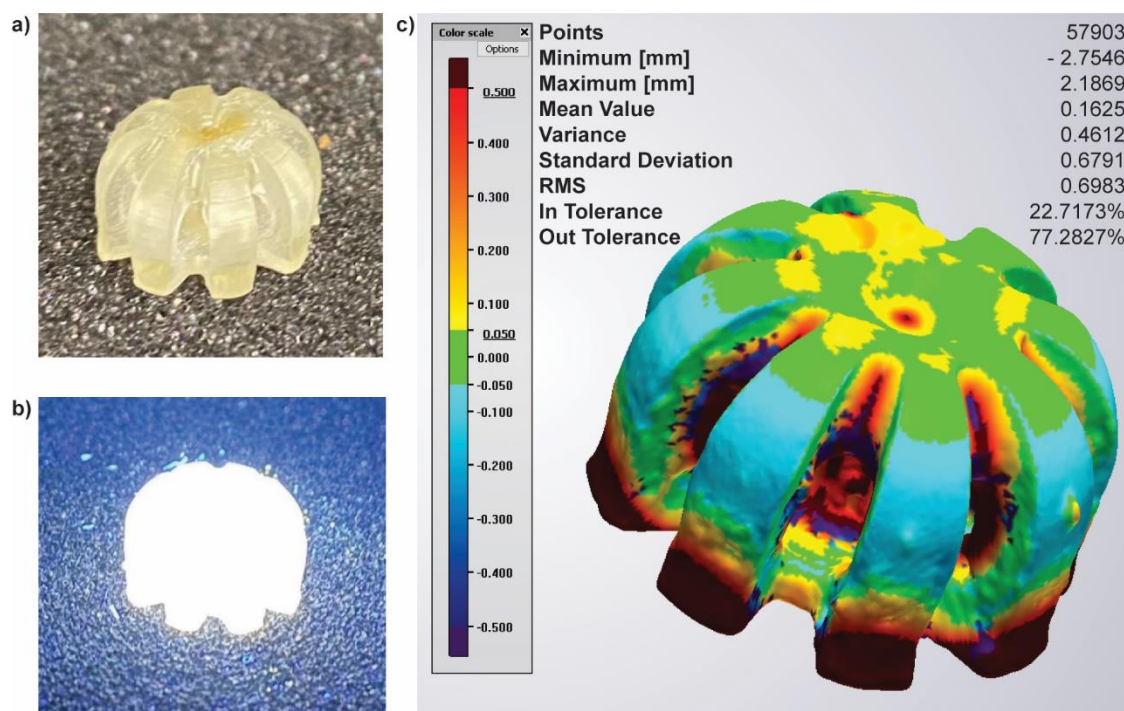 a)
b)
c)
Color scale
Options
0.500
0.400
0.300
0.200
0.100
0.050
0.000
-0.050
-0.100
-0.200
-0.300
-0.400
-0.500
Points 57903
Minimum [mm] - 2.7546
Maximum [mm] 2.1869
Mean Value 0.1625
Variance 0.4612
Standard Deviation 0.6791
RMS 0.6983
In Tolerance 22.7173%
Out Tolerance 77.2827%